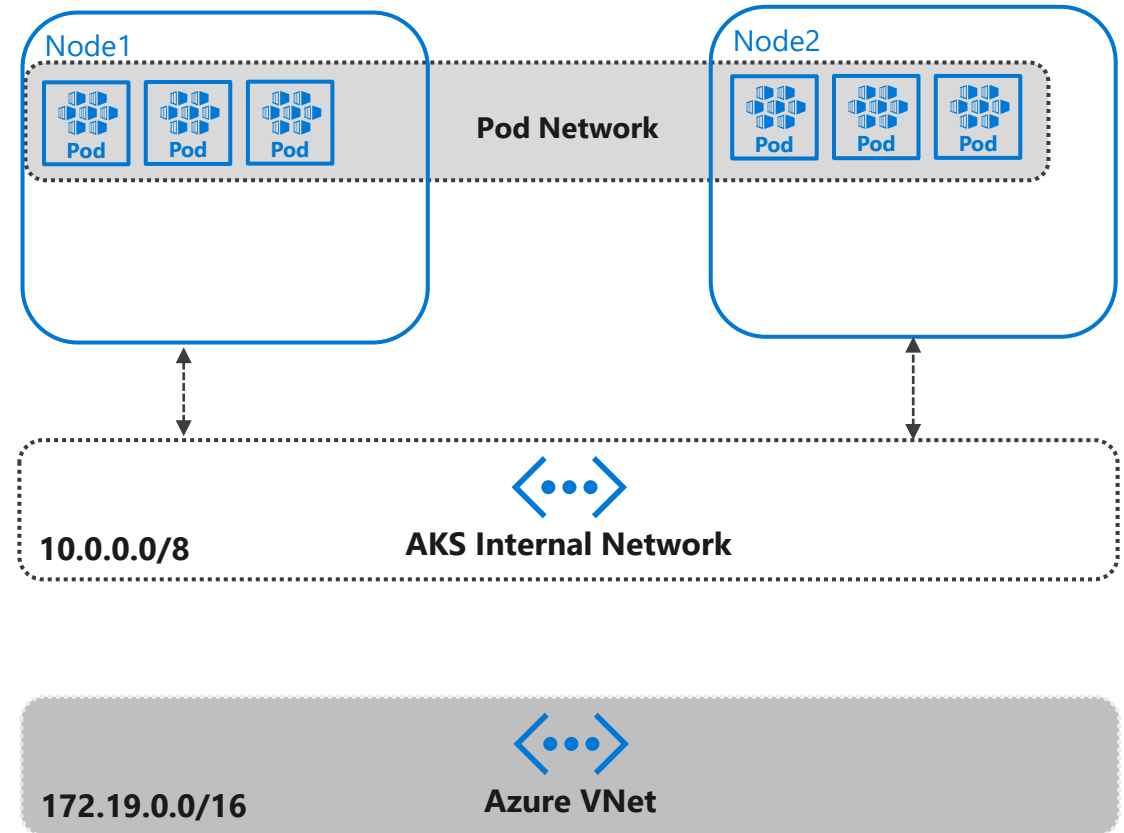 Node1
Node2
Pod
Pod
Pod
Pod Network
Pod
Pod
Pod
10.0.0.0/8
AKS Internal Network
172.19.0.0/16
Azure VNet